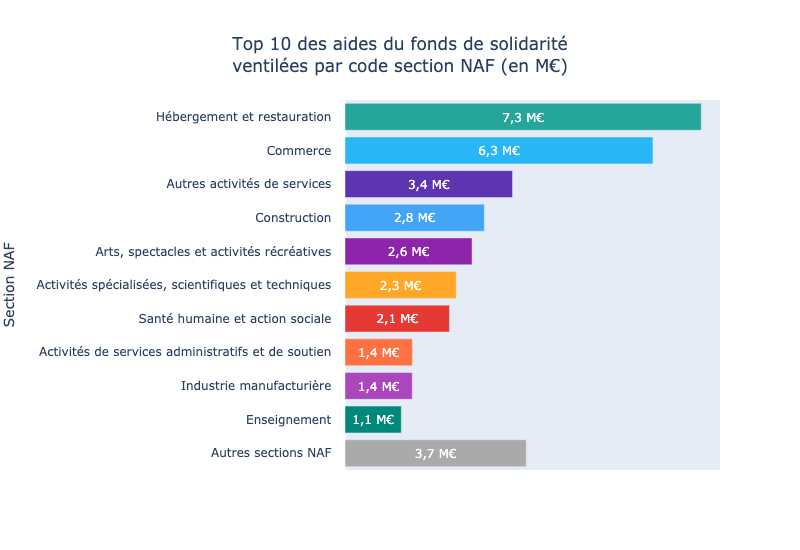 Top 10 des aides du fonds de solidarité
ventilées par code section NAF (en M€)
Section NAF
Hébergement et restauration 7,3 M€
Commerce 6,3 M€
Autres activités de services 3,4 M€
Construction 2,8 M€
Arts, spectacles et activités récréatives 2,6 M€
Activités spécialisées, scientifiques et techniques 2,3 M€
Santé humaine et action sociale 2,1 M€
Activités de services administratifs et de soutien 1,4 M€
Industrie manufacturière 1,4 M€
Enseignement 1,1 M€
Autres sections NAF 3,7 M€